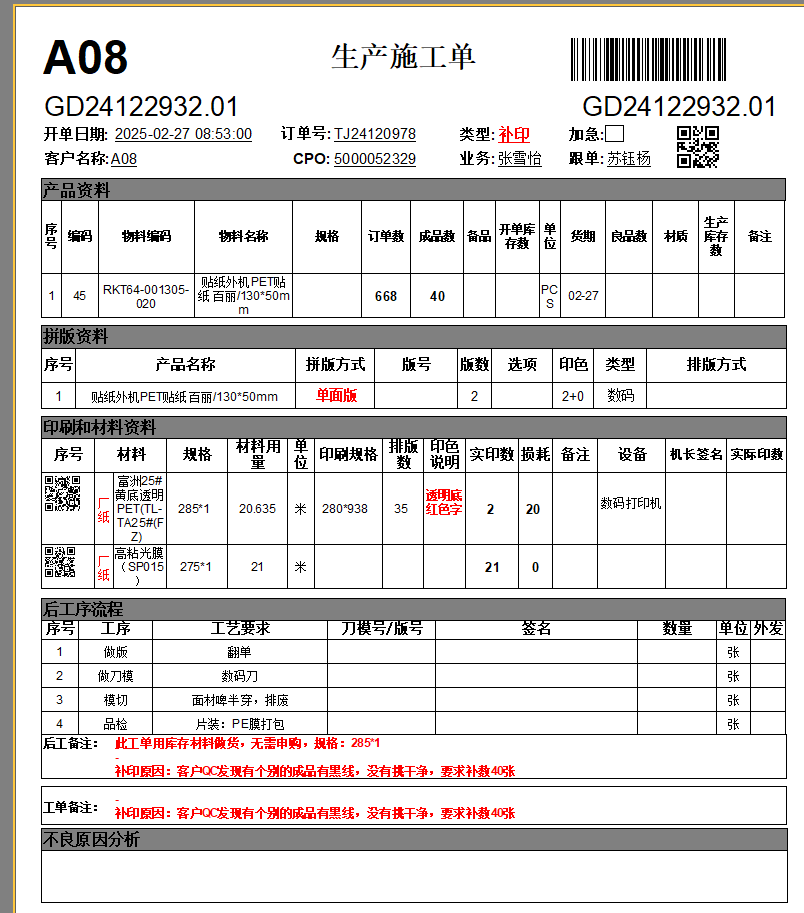 A08
生产施工单
GD24122932.01
GD24122932.01
开单日期: 2025-02-27 08:53:00 订单号: TJ24120978 类型: 补印 加急:
客户名称: A08 CPO: 5000052329 业务: 张雪怡 跟单: 苏钰杨
产品资料
序号 编码 物料编码 物料名称 规格 订单数 成品数 备品 开单库存数 单位 货期 良品数 材质 生产库存数 备注
1 45 RKT64-001305-020 贴纸外机PET贴纸 百丽/130*50mm 668 40 PCS 02-27
拼版资料
序号 产品名称 拼版方式 版号 版数 选项 印色 类型 排版方式
1 贴纸外机PET贴纸 百丽/130*50mm 单面版 2 2+0 数码
印刷和材料资料
序号 材料 规格 材料用量 单位 印刷规格 排版数 印色说明 实印数 损耗 备注 设备 机长签名 实际印数
厂纸 富洲25#黄底透明PET(TL-TA25#(FZ) 285*1 20.635 米 280*938 35 透明底红色字 2 20 数码打印机
厂纸 高粘光膜（SP015） 275*1 21 米 21 0
后工序流程
序号 工序 工艺要求 刀模号/版号 签名 数量 单位 外发
1 做版 翻单 张
2 做刀模 数码刀 张
3 模切 面材啤半穿，排废 张
4 品检 片装：PE膜打包 张
后工备注: 此工单用库存材料做货，无需申购，规格：285*1
-
补印原因：客户QC发现有个别的成品有黑线，没有挑干净，要求补数40张
工单备注: -
补印原因：客户QC发现有个别的成品有黑线，没有挑干净，要求补数40张
不良原因分析